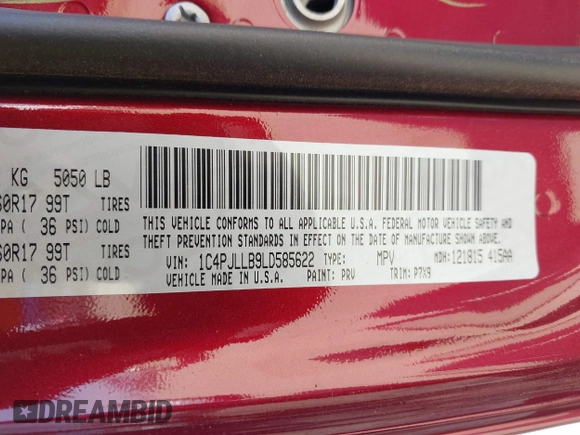 KG 5050 LB
60R17 99T TIRES
PA ( 36 PSI) COLD
60R17 99T TIRES
PA ( 36 PSI) COLD
THIS VEHICLE CONFORMS TO ALL APPLICABLE U.S.A. FEDERAL MOTOR VEHICLE SAFETY AND
THEFT PREVENTION STANDARDS IN EFFECT ON THE DATE OF MANUFACTURE SHOWN ABOVE.
VIN: 1C4PJLLB9LD585622 TYPE: MPV MDH:121815 415AA
VEHICLE MADE IN U.S.A. PAINT: PRV TRIM: P7X9
DREAMBID